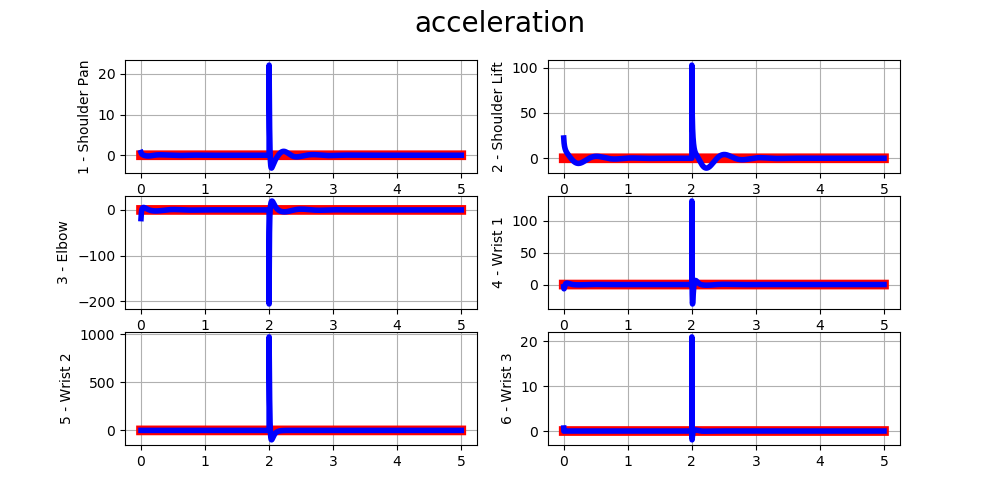 acceleration
1 - Shoulder Pan
20
10
0
0 1 2 3 4 5
2 - Shoulder Lift
100
50
0
0 1 2 3 4 5
3 - Elbow
0
−100
−200
0 1 2 3 4 5
4 - Wrist 1
100
50
0
0 1 2 3 4 5
5 - Wrist 2
1000
500
0
0 1 2 3 4 5
6 - Wrist 3
20
10
0
0 1 2 3 4 5